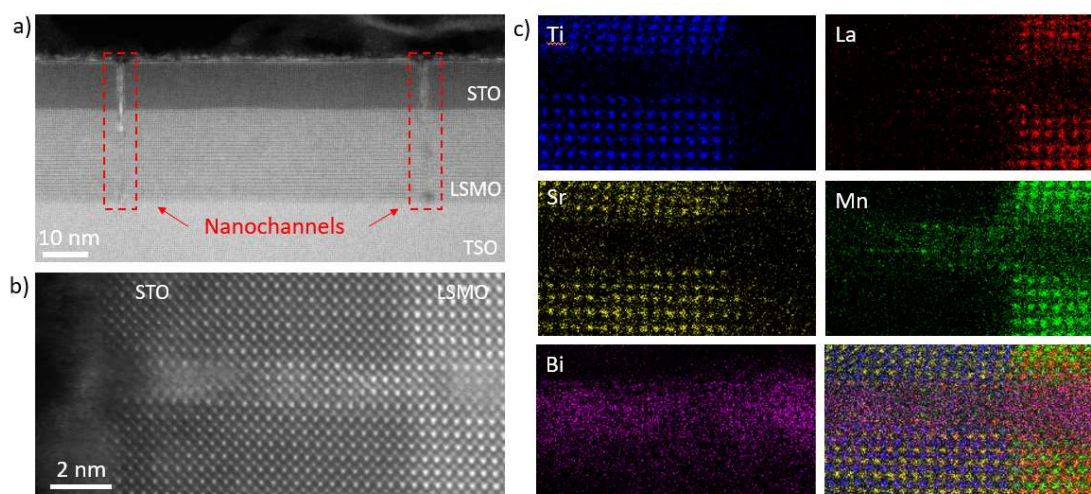 a)
STO
LSMO
Nanochannels
TSO
10 nm
b)
STO
LSMO
2 nm
c)
Ti
La
Sr
Mn
Bi